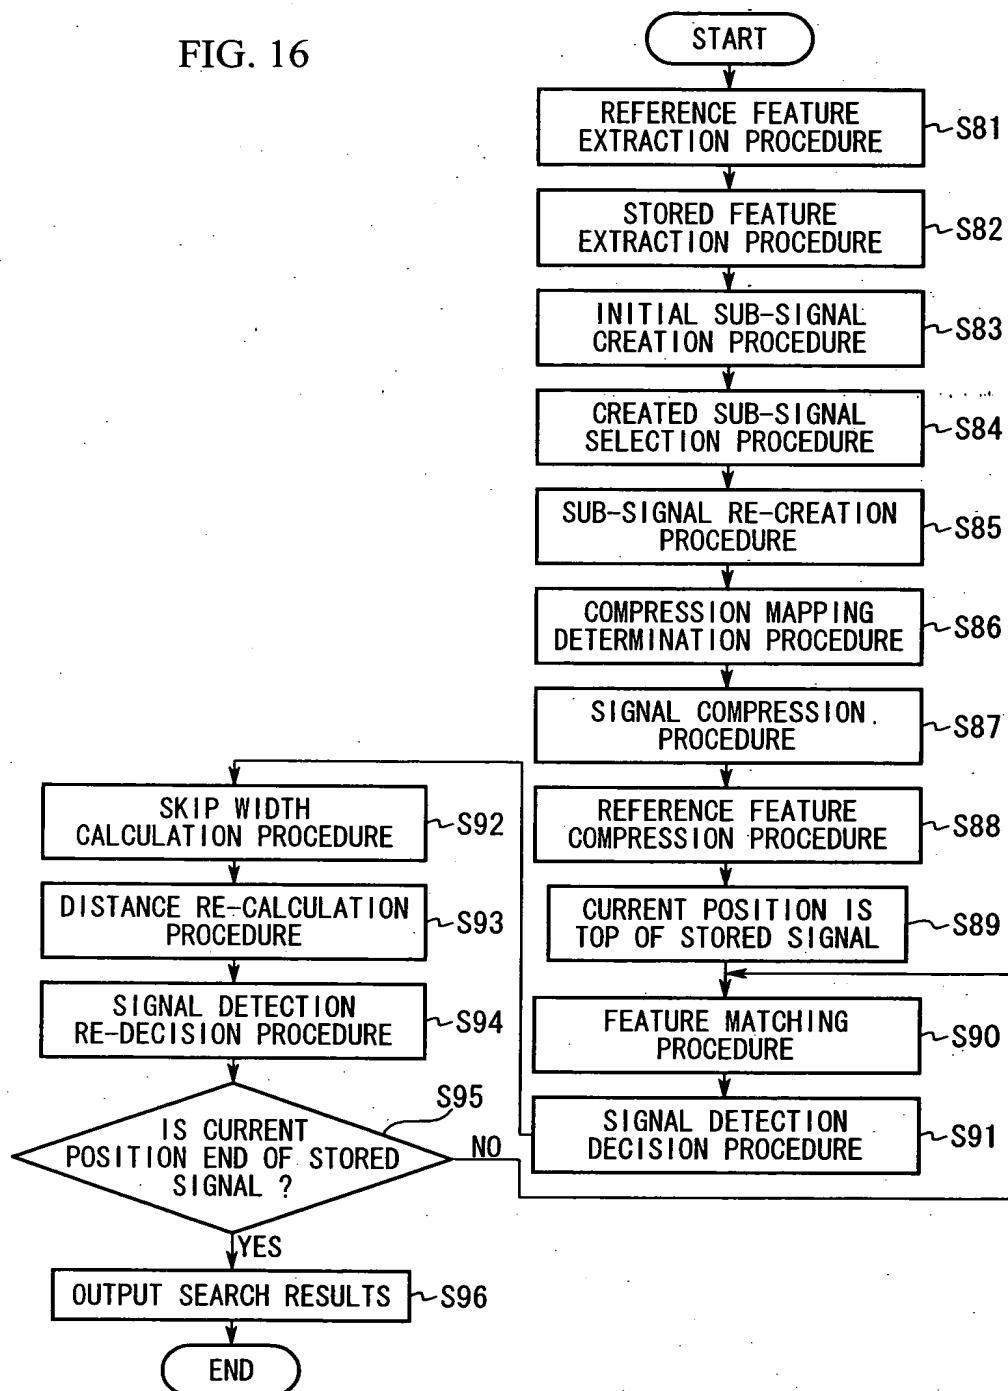 FIG. 16
START
REFERENCE FEATURE
EXTRACTION PROCEDURE
S81
STORED FEATURE
EXTRACTION PROCEDURE
S82
INITIAL SUB-SIGNAL
CREATION PROCEDURE
S83
CREATED SUB-SIGNAL
SELECTION PROCEDURE
S84
SUB-SIGNAL RE-CREATION
PROCEDURE
S85
COMPRESSION MAPPING
DETERMINATION PROCEDURE
S86
SIGNAL COMPRESSION
PROCEDURE
S87
REFERENCE FEATURE
COMPRESSION PROCEDURE
S88
CURRENT POSITION IS
TOP OF STORED SIGNAL
S89
FEATURE MATCHING
PROCEDURE
S90
SIGNAL DETECTION
DECISION PROCEDURE
S91
SKIP WIDTH
CALCULATION PROCEDURE
S92
DISTANCE RE-CALCULATION
PROCEDURE
S93
SIGNAL DETECTION
RE-DECISION PROCEDURE
S94
IS CURRENT
POSITION END OF STORED
SIGNAL ?
S95
NO
YES
OUTPUT SEARCH RESULTS
S96
END